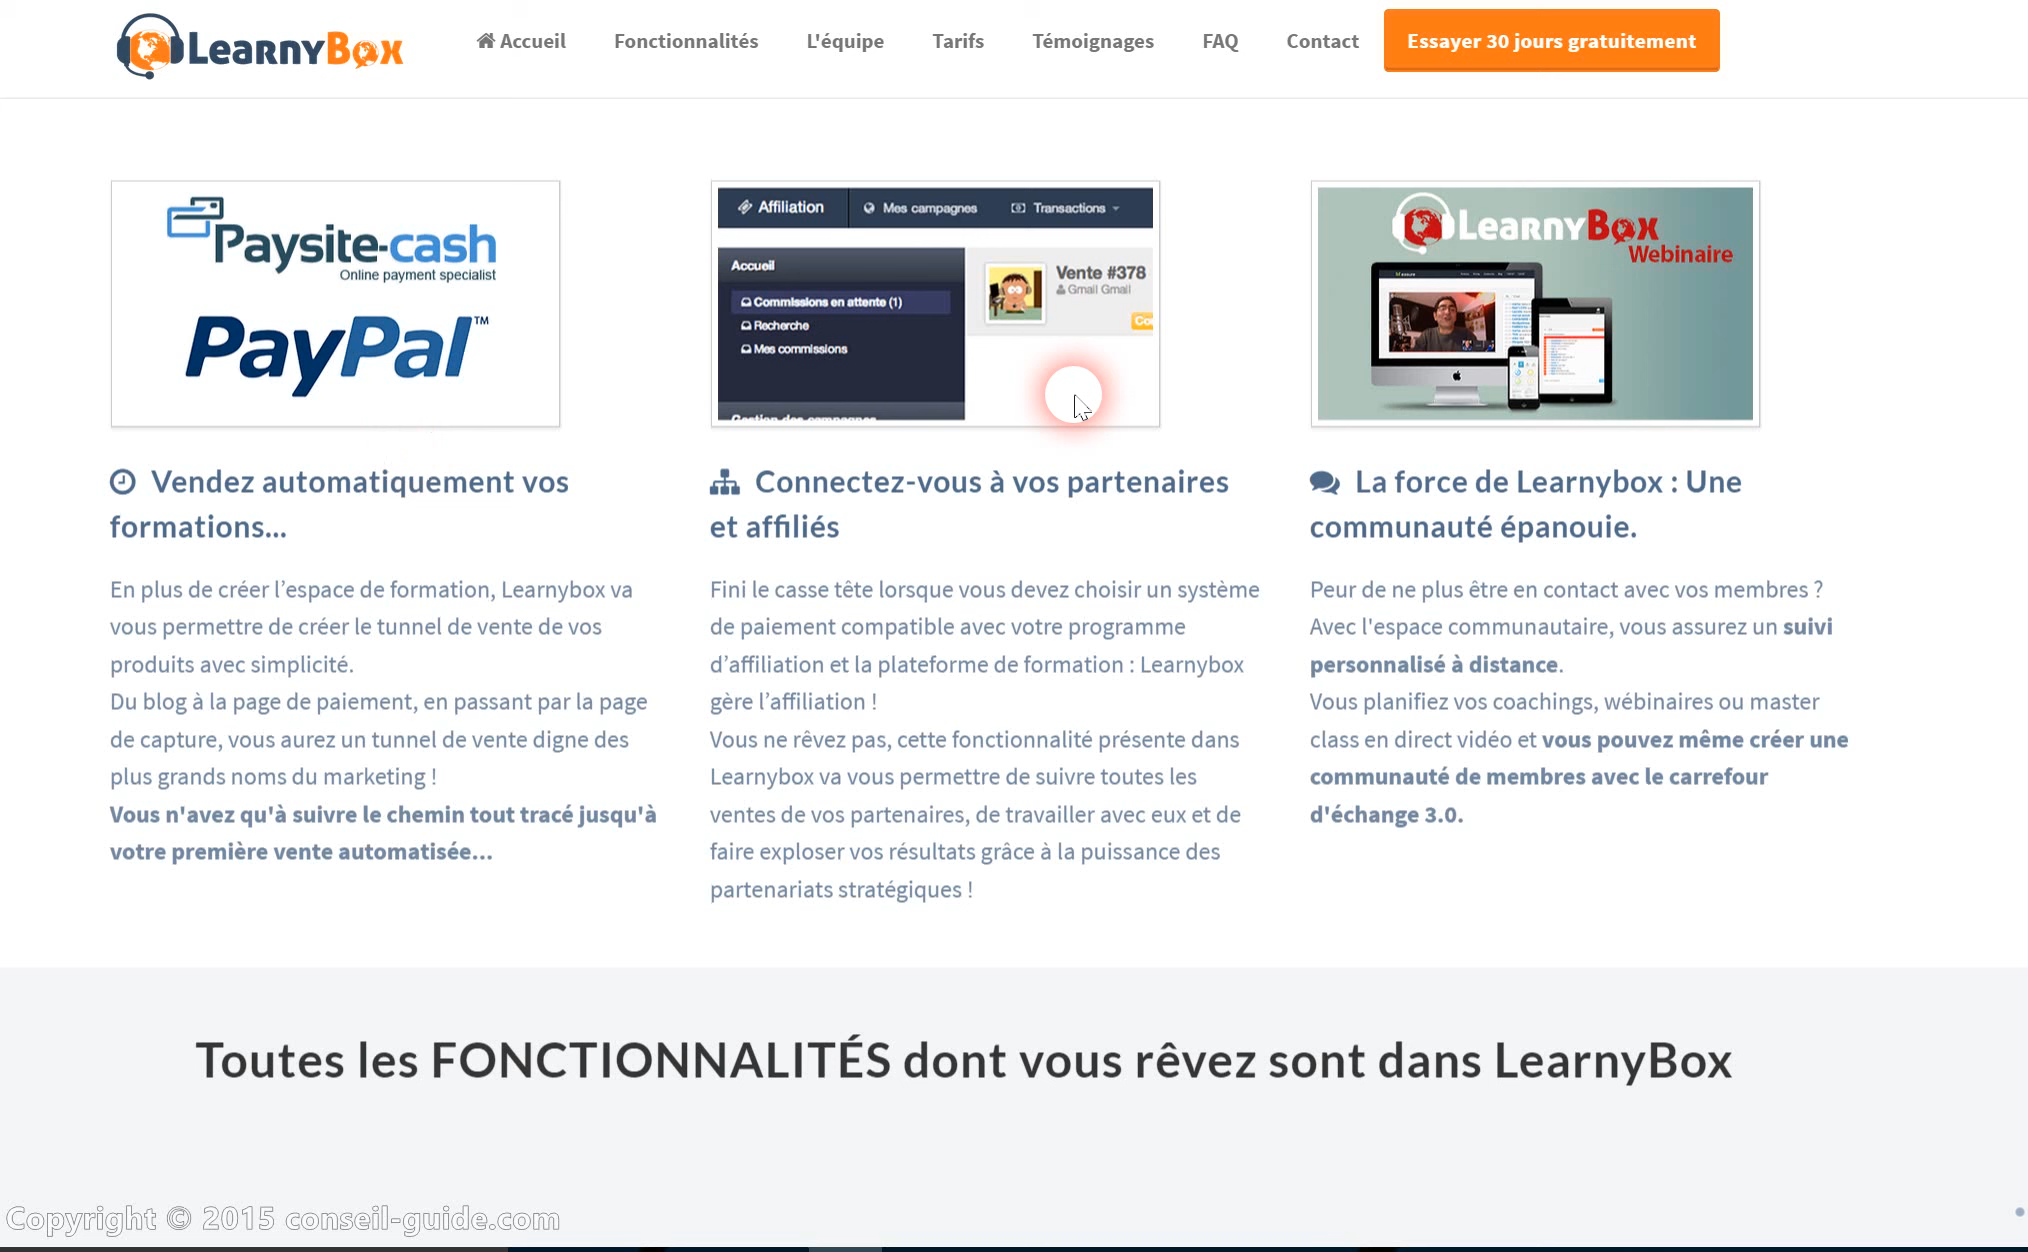 LearnyBox
Accueil
Fonctionnalités
L'équipe
Tarifs
Témoignages
FAQ
Contact
Essayer 30 jours gratuitement
Paysite-cash
Online payment specialist
PayPal™
Affiliation
Mes campagnes
Transactions
Accueil
Commissions en attente (1)
Recherche
Mes commissions
Gestion des campagnes
Vente #378
Gmail Gmail
LearnyBox
Webinaire
Vendez automatiquement vos
formations...
En plus de créer l’espace de formation, Learnybox va
vous permettre de créer le tunnel de vente de vos
produits avec simplicité.
Du blog à la page de paiement, en passant par la page
de capture, vous aurez un tunnel de vente digne des
plus grands noms du marketing !
Vous n'avez qu'à suivre le chemin tout tracé jusqu'à
votre première vente automatisée...
Connectez-vous à vos partenaires
et affiliés
Fini le casse tête lorsque vous devez choisir un système
de paiement compatible avec votre programme
d’affiliation et la plateforme de formation : Learnybox
gère l’affiliation !
Vous ne rêvez pas, cette fonctionnalité présente dans
Learnybox va vous permettre de suivre toutes les
ventes de vos partenaires, de travailler avec eux et de
faire exploser vos résultats grâce à la puissance des
partenariats stratégiques !
La force de Learnybox : Une
communauté épanouie.
Peur de ne plus être en contact avec vos membres ?
Avec l'espace communautaire, vous assurez un suivi
personnalisé à distance.
Vous planifiez vos coachings, wébinaires ou master
class en direct vidéo et vous pouvez même créer une
communauté de membres avec le carrefour
d'échange 3.0.
Toutes les FONCTIONNALITÉS dont vous rêvez sont dans LearnyBox
Copyright © 2015 conseil-guide.com